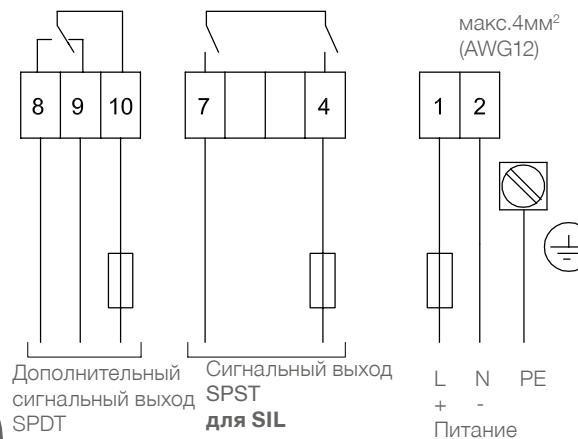 макс.4мм²
(AWG12)
8 9 10
7 4
1 2
Дополнительный
сигнальный выход
SPDT
Сигнальный выход
SPST
для SIL
L N PE
+ -
Питание